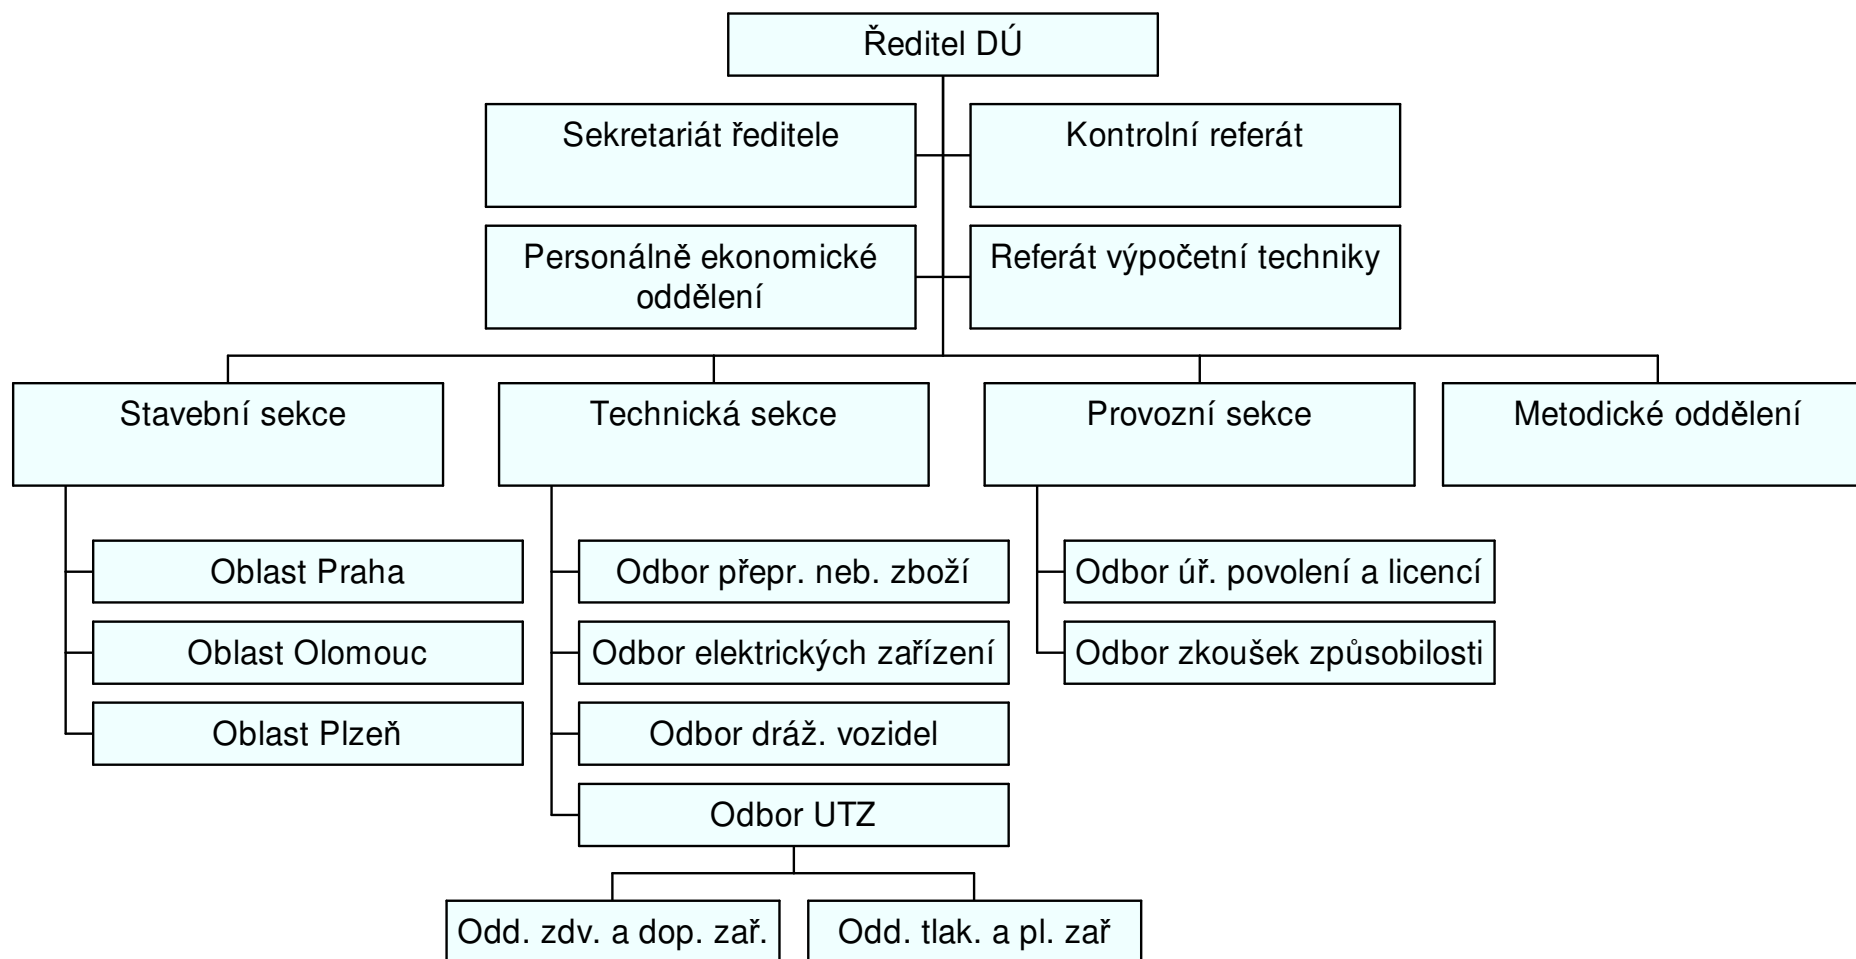 Ředitel DÚ
Sekretariát ředitele
Kontrolní referát
Personálně ekonomické
oddělení
Referát výpočetní techniky
Stavební sekce
Technická sekce
Provozní sekce
Metodické oddělení
Oblast Praha
Odbor přepr. neb. zboží
Odbor úř. povolení a licencí
Oblast Olomouc
Odbor elektrických zařízení
Odbor zkoušek způsobilosti
Oblast Plzeň
Odbor dráž. vozidel
Odbor UTZ
Odd. zdv. a dop. zař.
Odd. tlak. a pl. zař